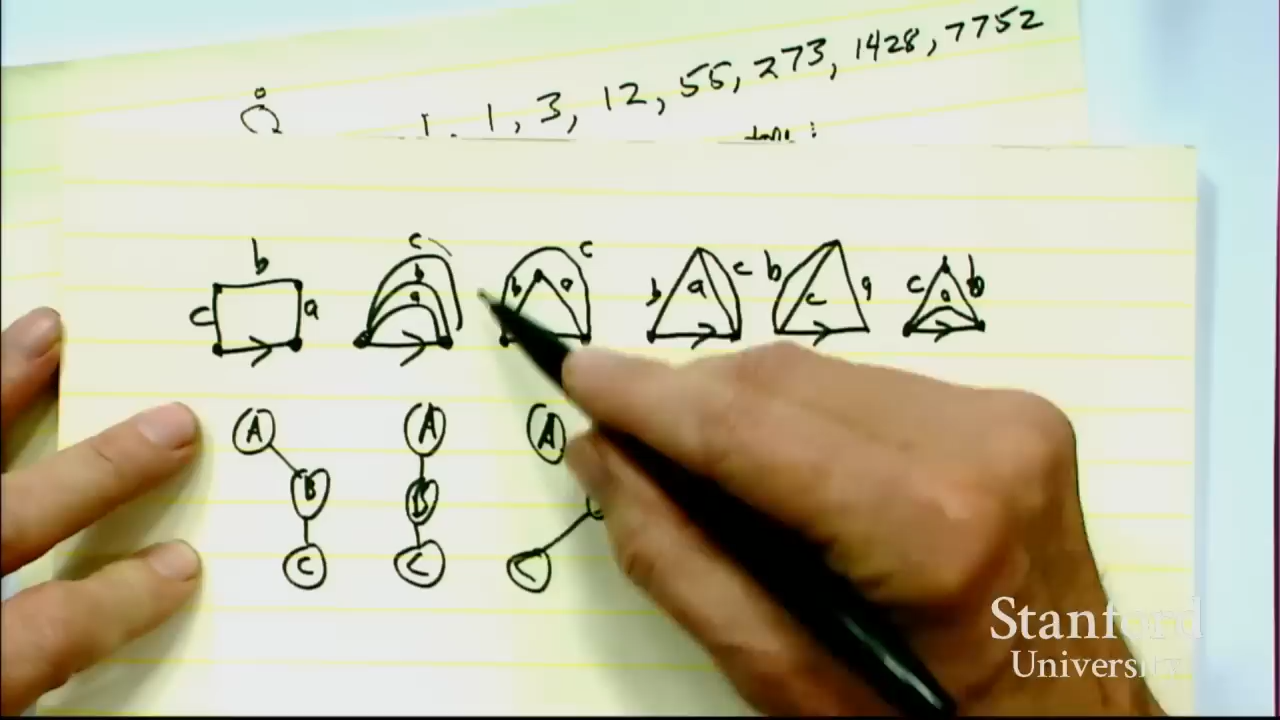 1, 1, 3, 12, 55, 273, 1428, 7752
b c c b
c a b a b a b a c b c a c b a
A A A
B B
C C C
Stanford
University